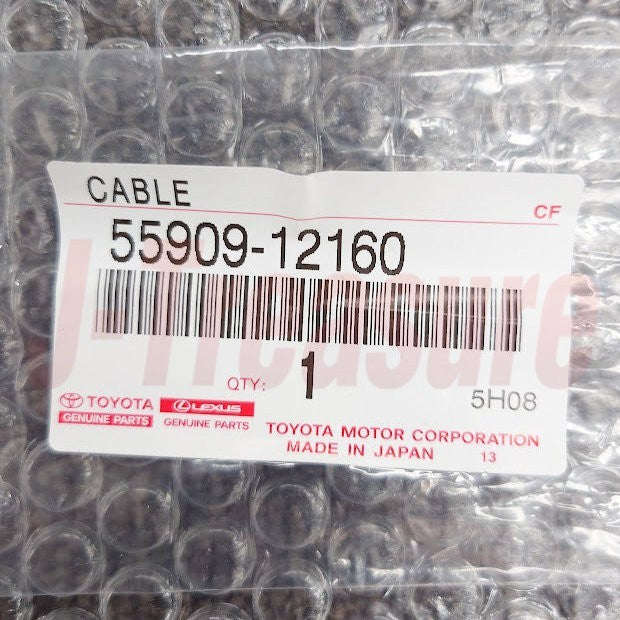 CABLE
CF
55909-12160
QTY: 1
5H08
TOYOTA
GENUINE PARTS
LEXUS
GENUINE PARTS
TOYOTA MOTOR CORPORATION
MADE IN JAPAN 13
J-Treasure